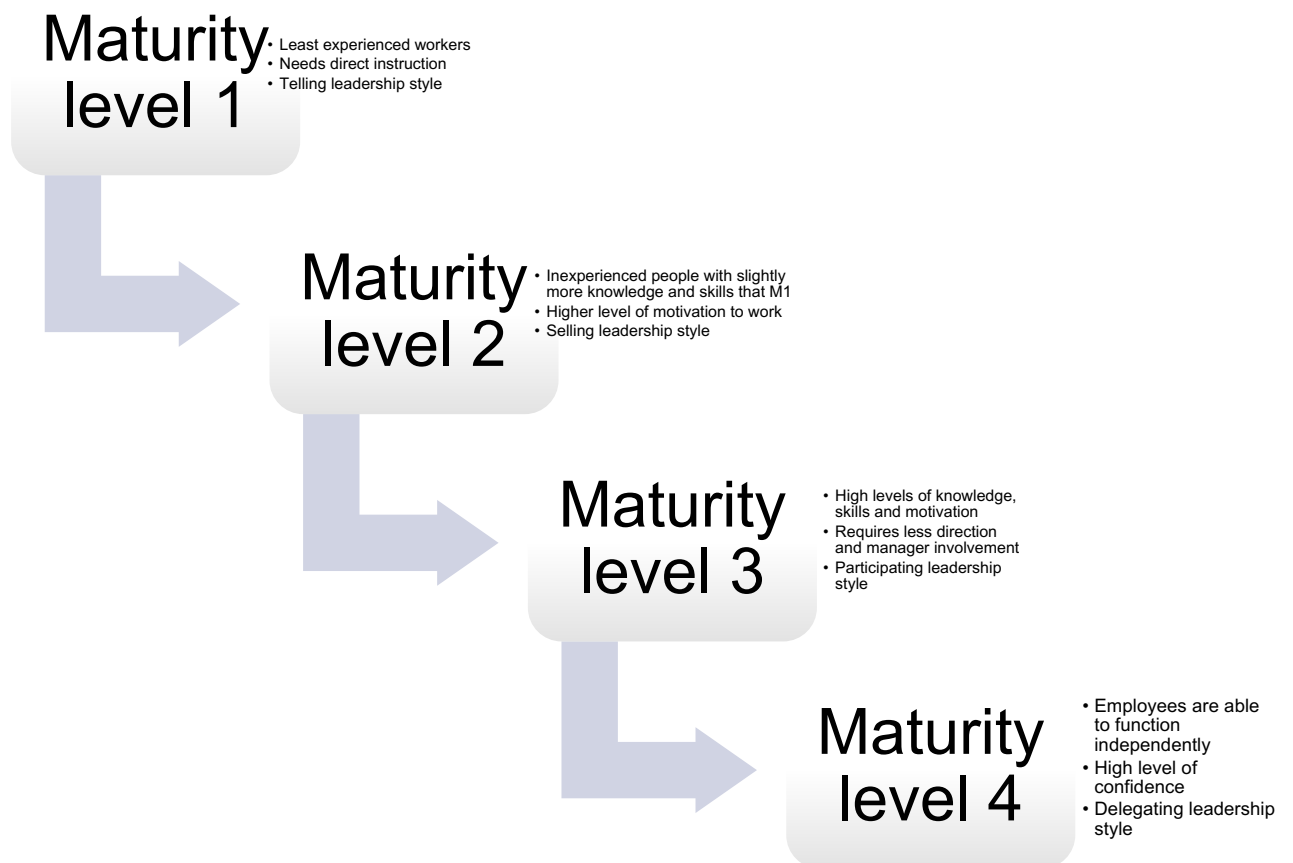 Maturity
level 1
• Least experienced workers
• Needs direct instruction
• Telling leadership style
Maturity
level 2
• Inexperienced people with slightly
more knowledge and skills that M1
• Higher level of motivation to work
• Selling leadership style
Maturity
level 3
• High levels of knowledge,
skills and motivation
• Requires less direction
and manager involvement
• Participating leadership
style
Maturity
level 4
• Employees are able
to function
independently
• High level of
confidence
• Delegating leadership
style